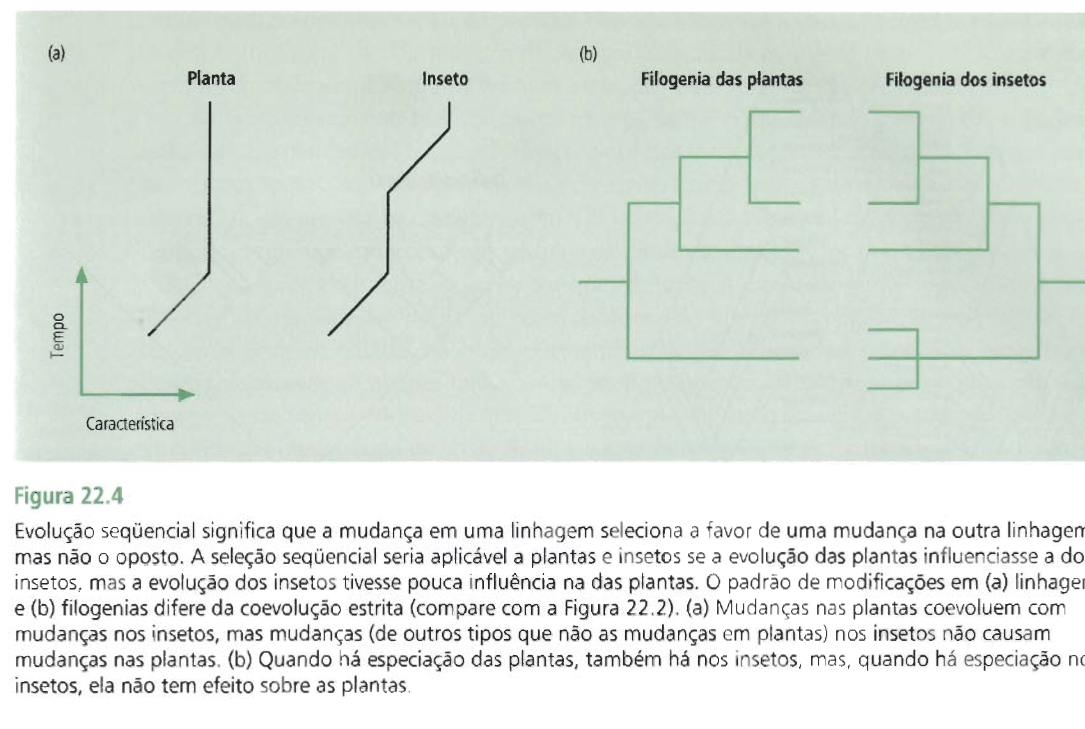 (a)
(b)
Planta
Inseto
Filogenia das plantas
Filogenia dos insetos
Tempo
Característica
Figura 22.4
Evolução seqüencial significa que a mudança em uma linhagem seleciona a favor de uma mudança na outra linhagem
mas não o oposto. A seleção seqüencial seria aplicável a plantas e insetos se a evolução das plantas influenciasse a do
insetos, mas a evolução dos insetos tivesse pouca influência na das plantas. O padrão de modificações em (a) linhagen
e (b) filogenias difere da coevolução estrita (compare com a Figura 22.2). (a) Mudanças nas plantas coevoluem com
mudanças nos insetos, mas mudanças (de outros tipos que não as mudanças em plantas) nos insetos não causam
mudanças nas plantas. (b) Quando há especiação das plantas, também há nos insetos, mas, quando há especiação no
insetos, ela não tem efeito sobre as plantas.